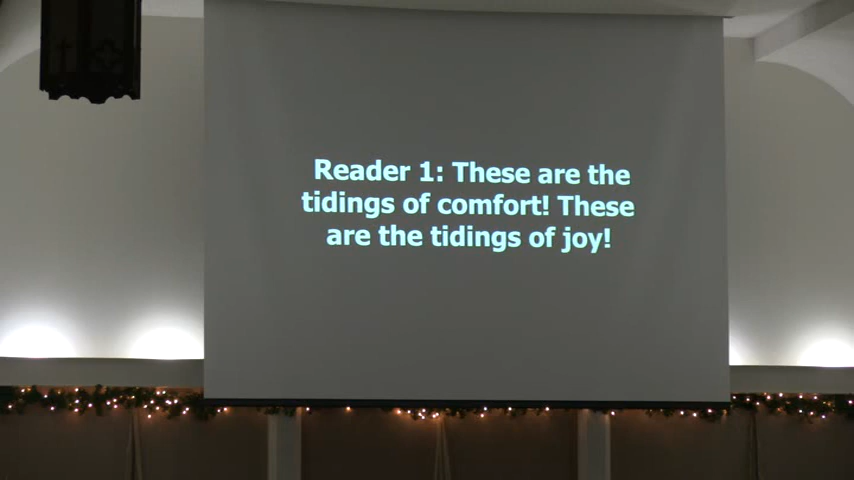 Reader 1: These are the
tidings of comfort! These
are the tidings of joy!